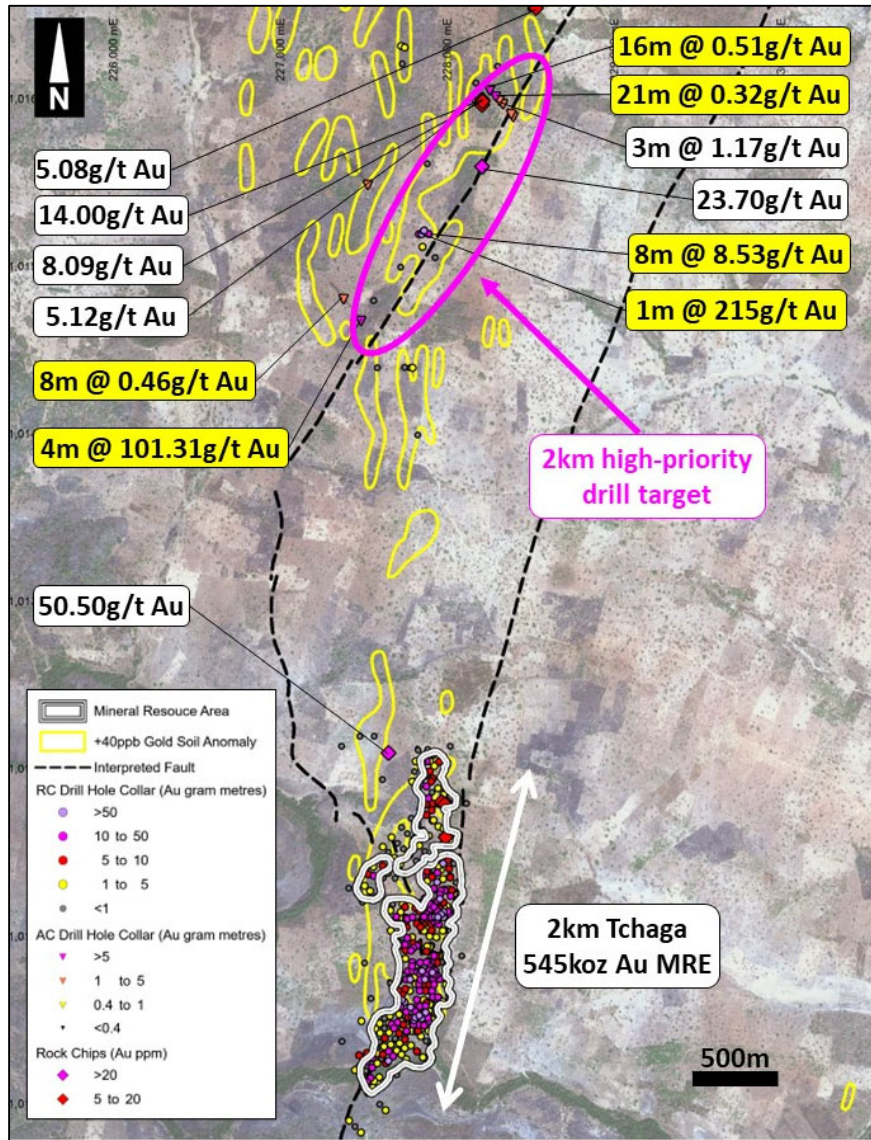 226,000 mE
227,000 mE
228,000 mE
N
16m @ 0.51g/t Au
21m @ 0.32g/t Au
3m @ 1.17g/t Au
23.70g/t Au
8m @ 8.53g/t Au
1m @ 215g/t Au
5.08g/t Au
14.00g/t Au
8.09g/t Au
5.12g/t Au
8m @ 0.46g/t Au
4m @ 101.31g/t Au
2km high-priority
drill target
50.50g/t Au
Mineral Resouce Area
+40ppb Gold Soil Anomaly
Interpreted Fault
RC Drill Hole Collar (Au gram metres)
>50
10 to 50
5 to 10
1 to 5
<1
AC Drill Hole Collar (Au gram metres)
>5
1 to 5
0.4 to 1
<0.4
Rock Chips (Au ppm)
>20
5 to 20
2km Tchaga
545koz Au MRE
500m